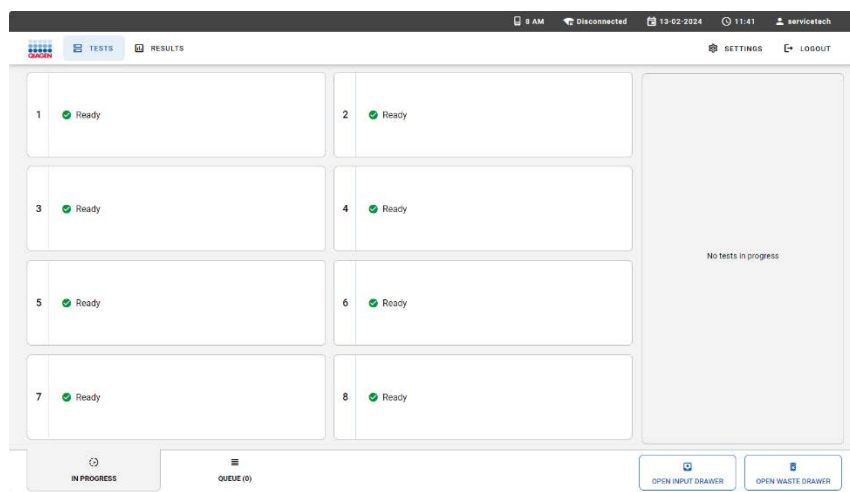 8 AM Disconnected 13-02-2024 11:41 servicetech
QIAGEN TESTS RESULTS SETTINGS LOGOUT
1 Ready
2 Ready
3 Ready
4 Ready
No tests in progress
5 Ready
6 Ready
7 Ready
8 Ready
IN PROGRESS
QUEUE (0)
OPEN INPUT DRAWER
OPEN WASTE DRAWER